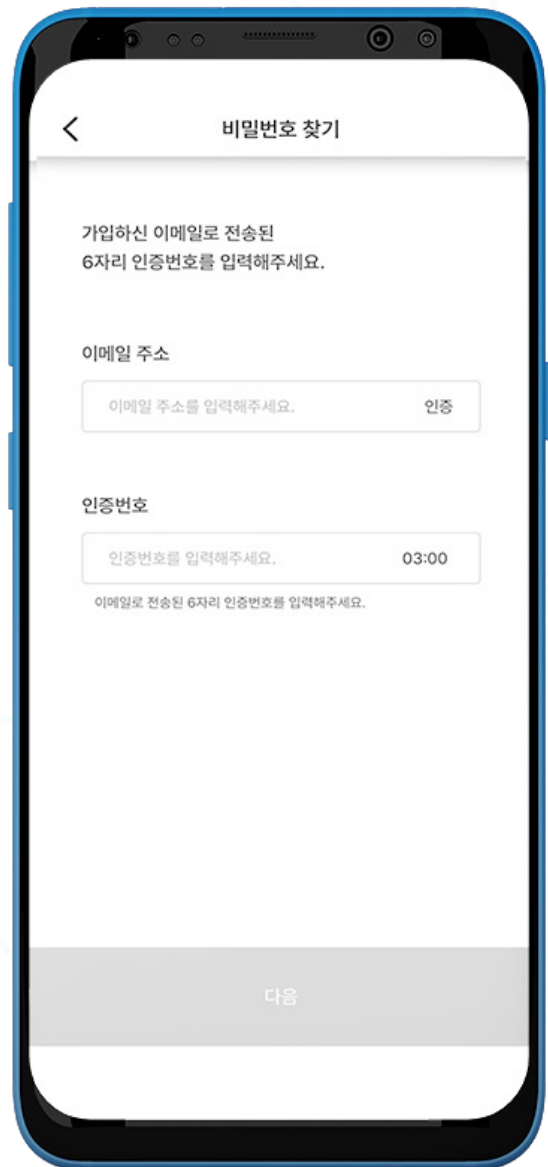 비밀번호 찾기
가입하신 이메일로 전송된
6자리 인증번호를 입력해주세요.
이메일 주소
이메일 주소를 입력해주세요. 인증
인증번호
인증번호를 입력해주세요. 03:00
이메일로 전송된 6자리 인증번호를 입력해주세요.
다음